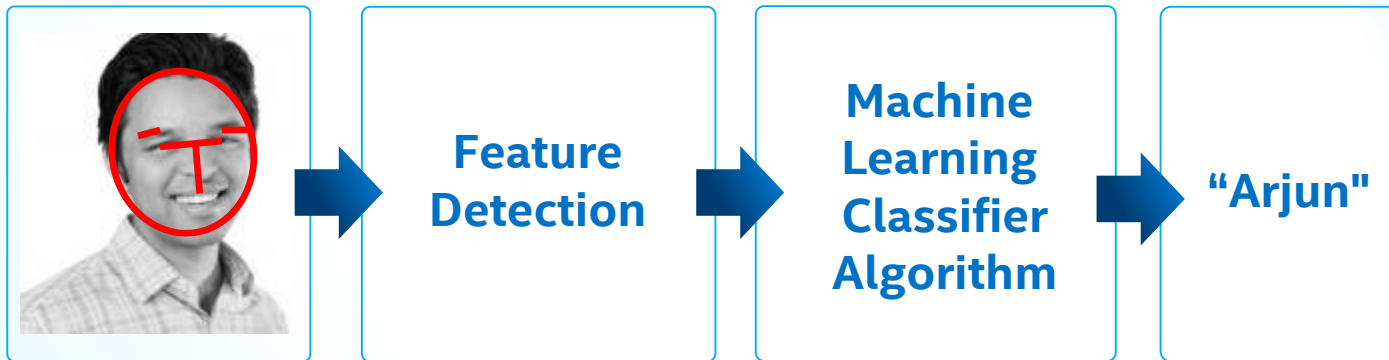 Feature
Detection
Machine
Learning
Classifier
Algorithm
“Arjun"